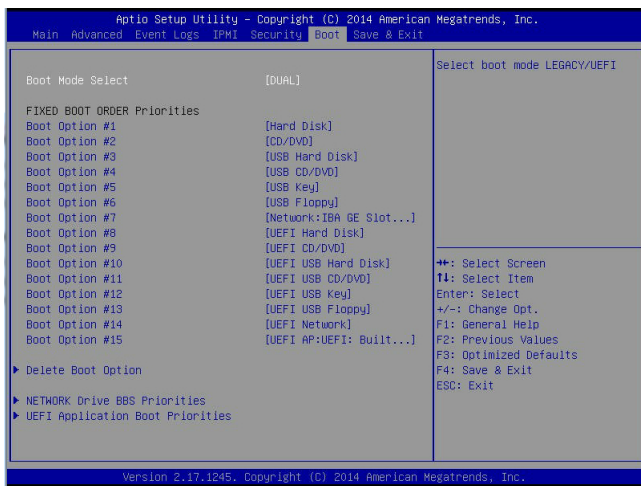 Aptio Setup Utility – Copyright (C) 2014 American Megatrends, Inc.
Main Advanced Event Logs IPMI Security Boot Save & Exit
Boot Mode Select [DUAL]
FIXED BOOT ORDER Priorities
Boot Option #1 [Hard Disk]
Boot Option #2 [CD/DVD]
Boot Option #3 [USB Hard Disk]
Boot Option #4 [USB CD/DVD]
Boot Option #5 [USB Key]
Boot Option #6 [USB Floppy]
Boot Option #7 [Network:IBA GE Slot...]
Boot Option #8 [UEFI Hard Disk]
Boot Option #9 [UEFI CD/DVD]
Boot Option #10 [UEFI USB Hard Disk]
Boot Option #11 [UEFI USB CD/DVD]
Boot Option #12 [UEFI USB Key]
Boot Option #13 [UEFI USB Floppy]
Boot Option #14 [UEFI Network]
Boot Option #15 [UEFI AP:UEFI: Built...]
Delete Boot Option
NETWORK Drive BBS Priorities
UEFI Application Boot Priorities
Select boot mode LEGACY/UEFI
→←: Select Screen
↑↓: Select Item
Enter: Select
+/-: Change Opt.
F1: General Help
F2: Previous Values
F3: Optimized Defaults
F4: Save & Exit
ESC: Exit
Version 2.17.1245. Copyright (C) 2014 American Megatrends, Inc.